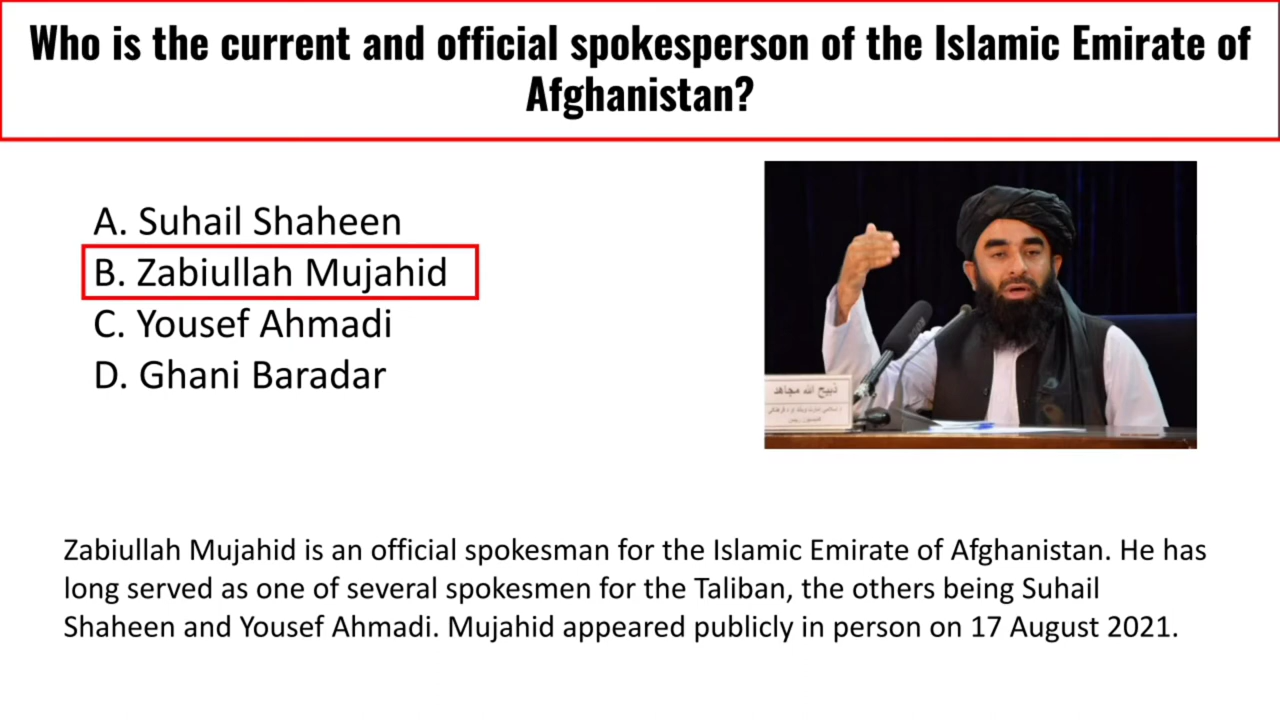 Who is the current and official spokesperson of the Islamic Emirate of
Afghanistan?
A. Suhail Shaheen
B. Zabiullah Mujahid
C. Yousef Ahmadi
D. Ghani Baradar
ذبیح الله مجاهد
Zabiullah Mujahid is an official spokesman for the Islamic Emirate of Afghanistan. He has
long served as one of several spokesmen for the Taliban, the others being Suhail
Shaheen and Yousef Ahmadi. Mujahid appeared publicly in person on 17 August 2021.